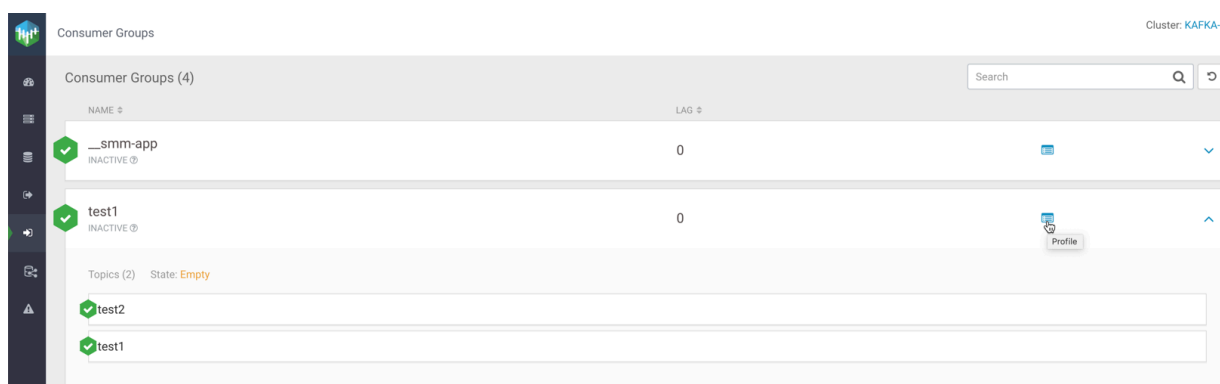 Consumer Groups
Cluster: KAFKA-
Consumer Groups (4)
Search
NAME
LAG
__smm-app
0
INACTIVE
test1
0
INACTIVE
Profile
Topics (2) State: Empty
test2
test1